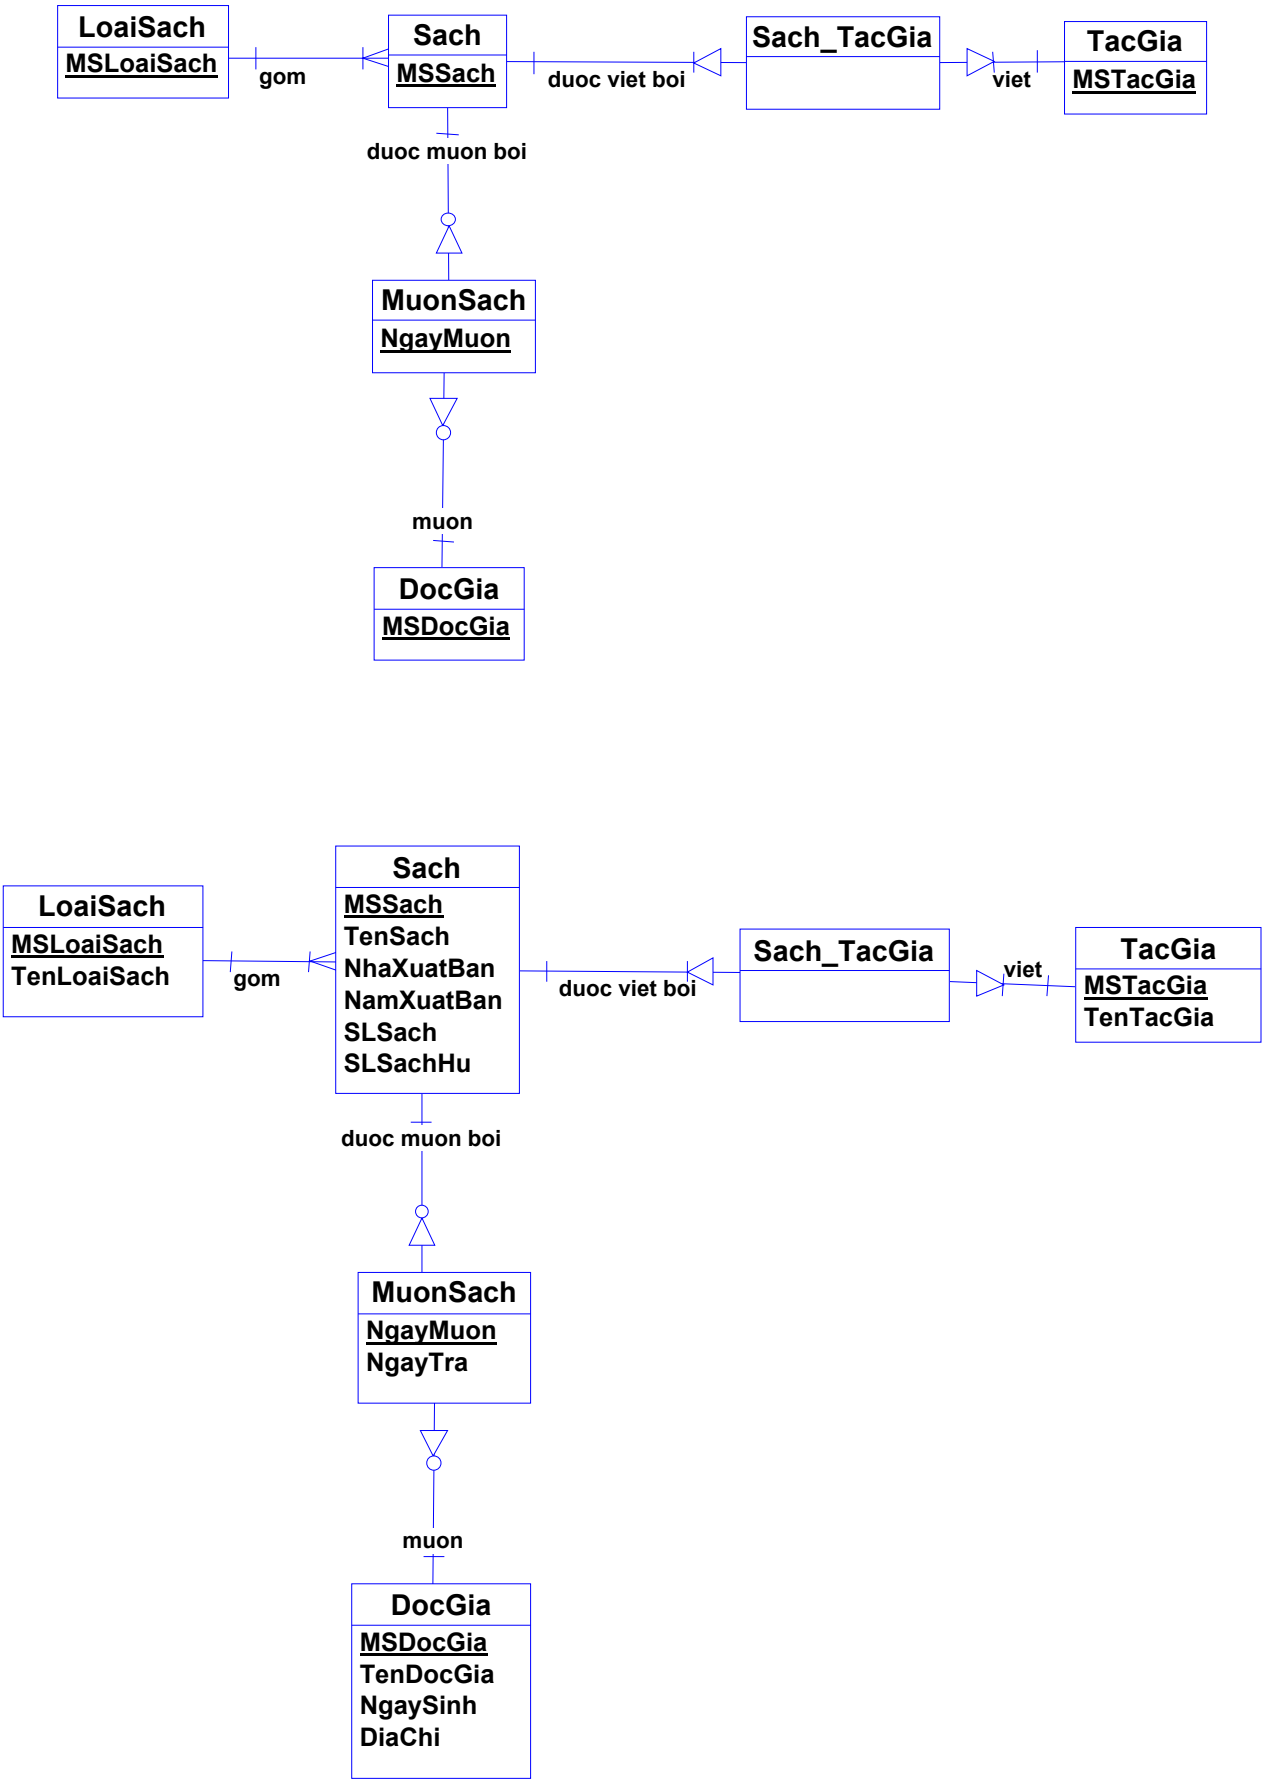 LoaiSach
MSLoaiSach
gom
Sach
MSSach
duoc viet boi
Sach_TacGia
viet
TacGia
MSTacGia
duoc muon boi
MuonSach
NgayMuon
muon
DocGia
MSDocGia
LoaiSach
MSLoaiSach
TenLoaiSach
gom
Sach
MSSach
TenSach
NhaXuatBan
NamXuatBan
SLSach
SLSachHu
duoc viet boi
Sach_TacGia
viet
TacGia
MSTacGia
TenTacGia
duoc muon boi
MuonSach
NgayMuon
NgayTra
muon
DocGia
MSDocGia
TenDocGia
NgaySinh
DiaChi